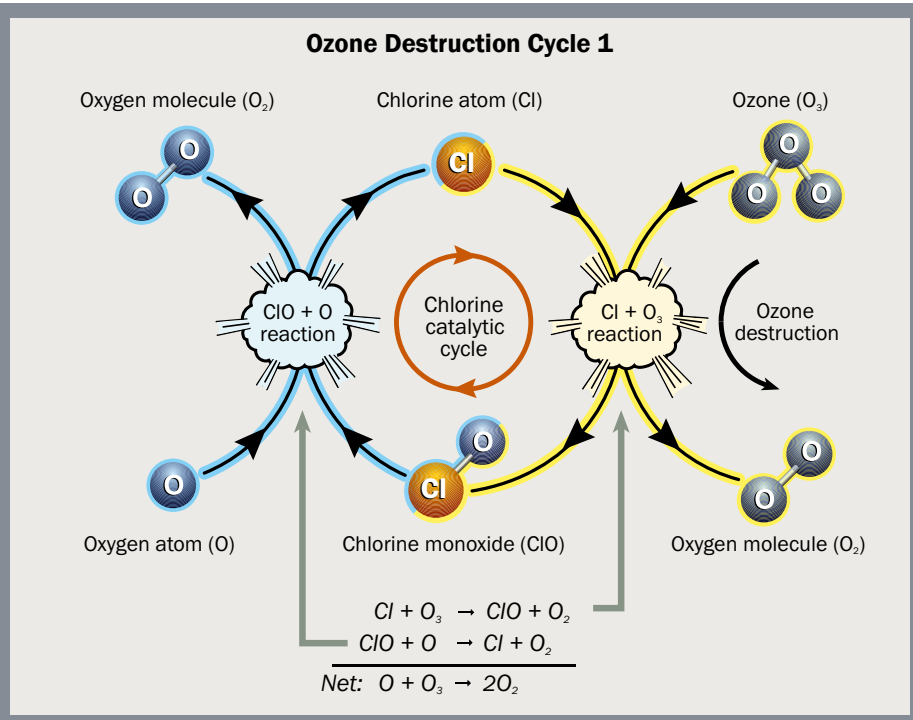 Ozone Destruction Cycle 1
Oxygen molecule (O₂)
Chlorine atom (Cl)
Ozone (O₃)
O
O
Cl
O
O
O
ClO + O
reaction
Chlorine
catalytic
cycle
Cl + O₃
reaction
Ozone
destruction
O
Cl
O
O
O
Oxygen atom (O)
Chlorine monoxide (ClO)
Oxygen molecule (O₂)
Cl + O₃ → ClO + O₂
ClO + O → Cl + O₂
Net: O + O₃ → 2O₂